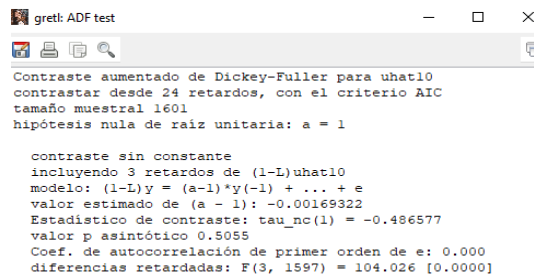 gretl: ADF test
Contraste aumentado de Dickey-Fuller para uhat10
contrastar desde 24 retardos, con el criterio AIC
tamaño muestral 1601
hipótesis nula de raíz unitaria: a = 1
contraste sin constante
incluyendo 3 retardos de (1-L)uhat10
modelo: (1-L)y = (a-1)*y(-1) + ... + e
valor estimado de (a - 1): -0.00169322
Estadístico de contraste: tau_nc(1) = -0.486577
valor p asintótico 0.5055
Coef. de autocorrelación de primer orden de e: 0.000
diferencias retardadas: F(3, 1597) = 104.026 [0.0000]